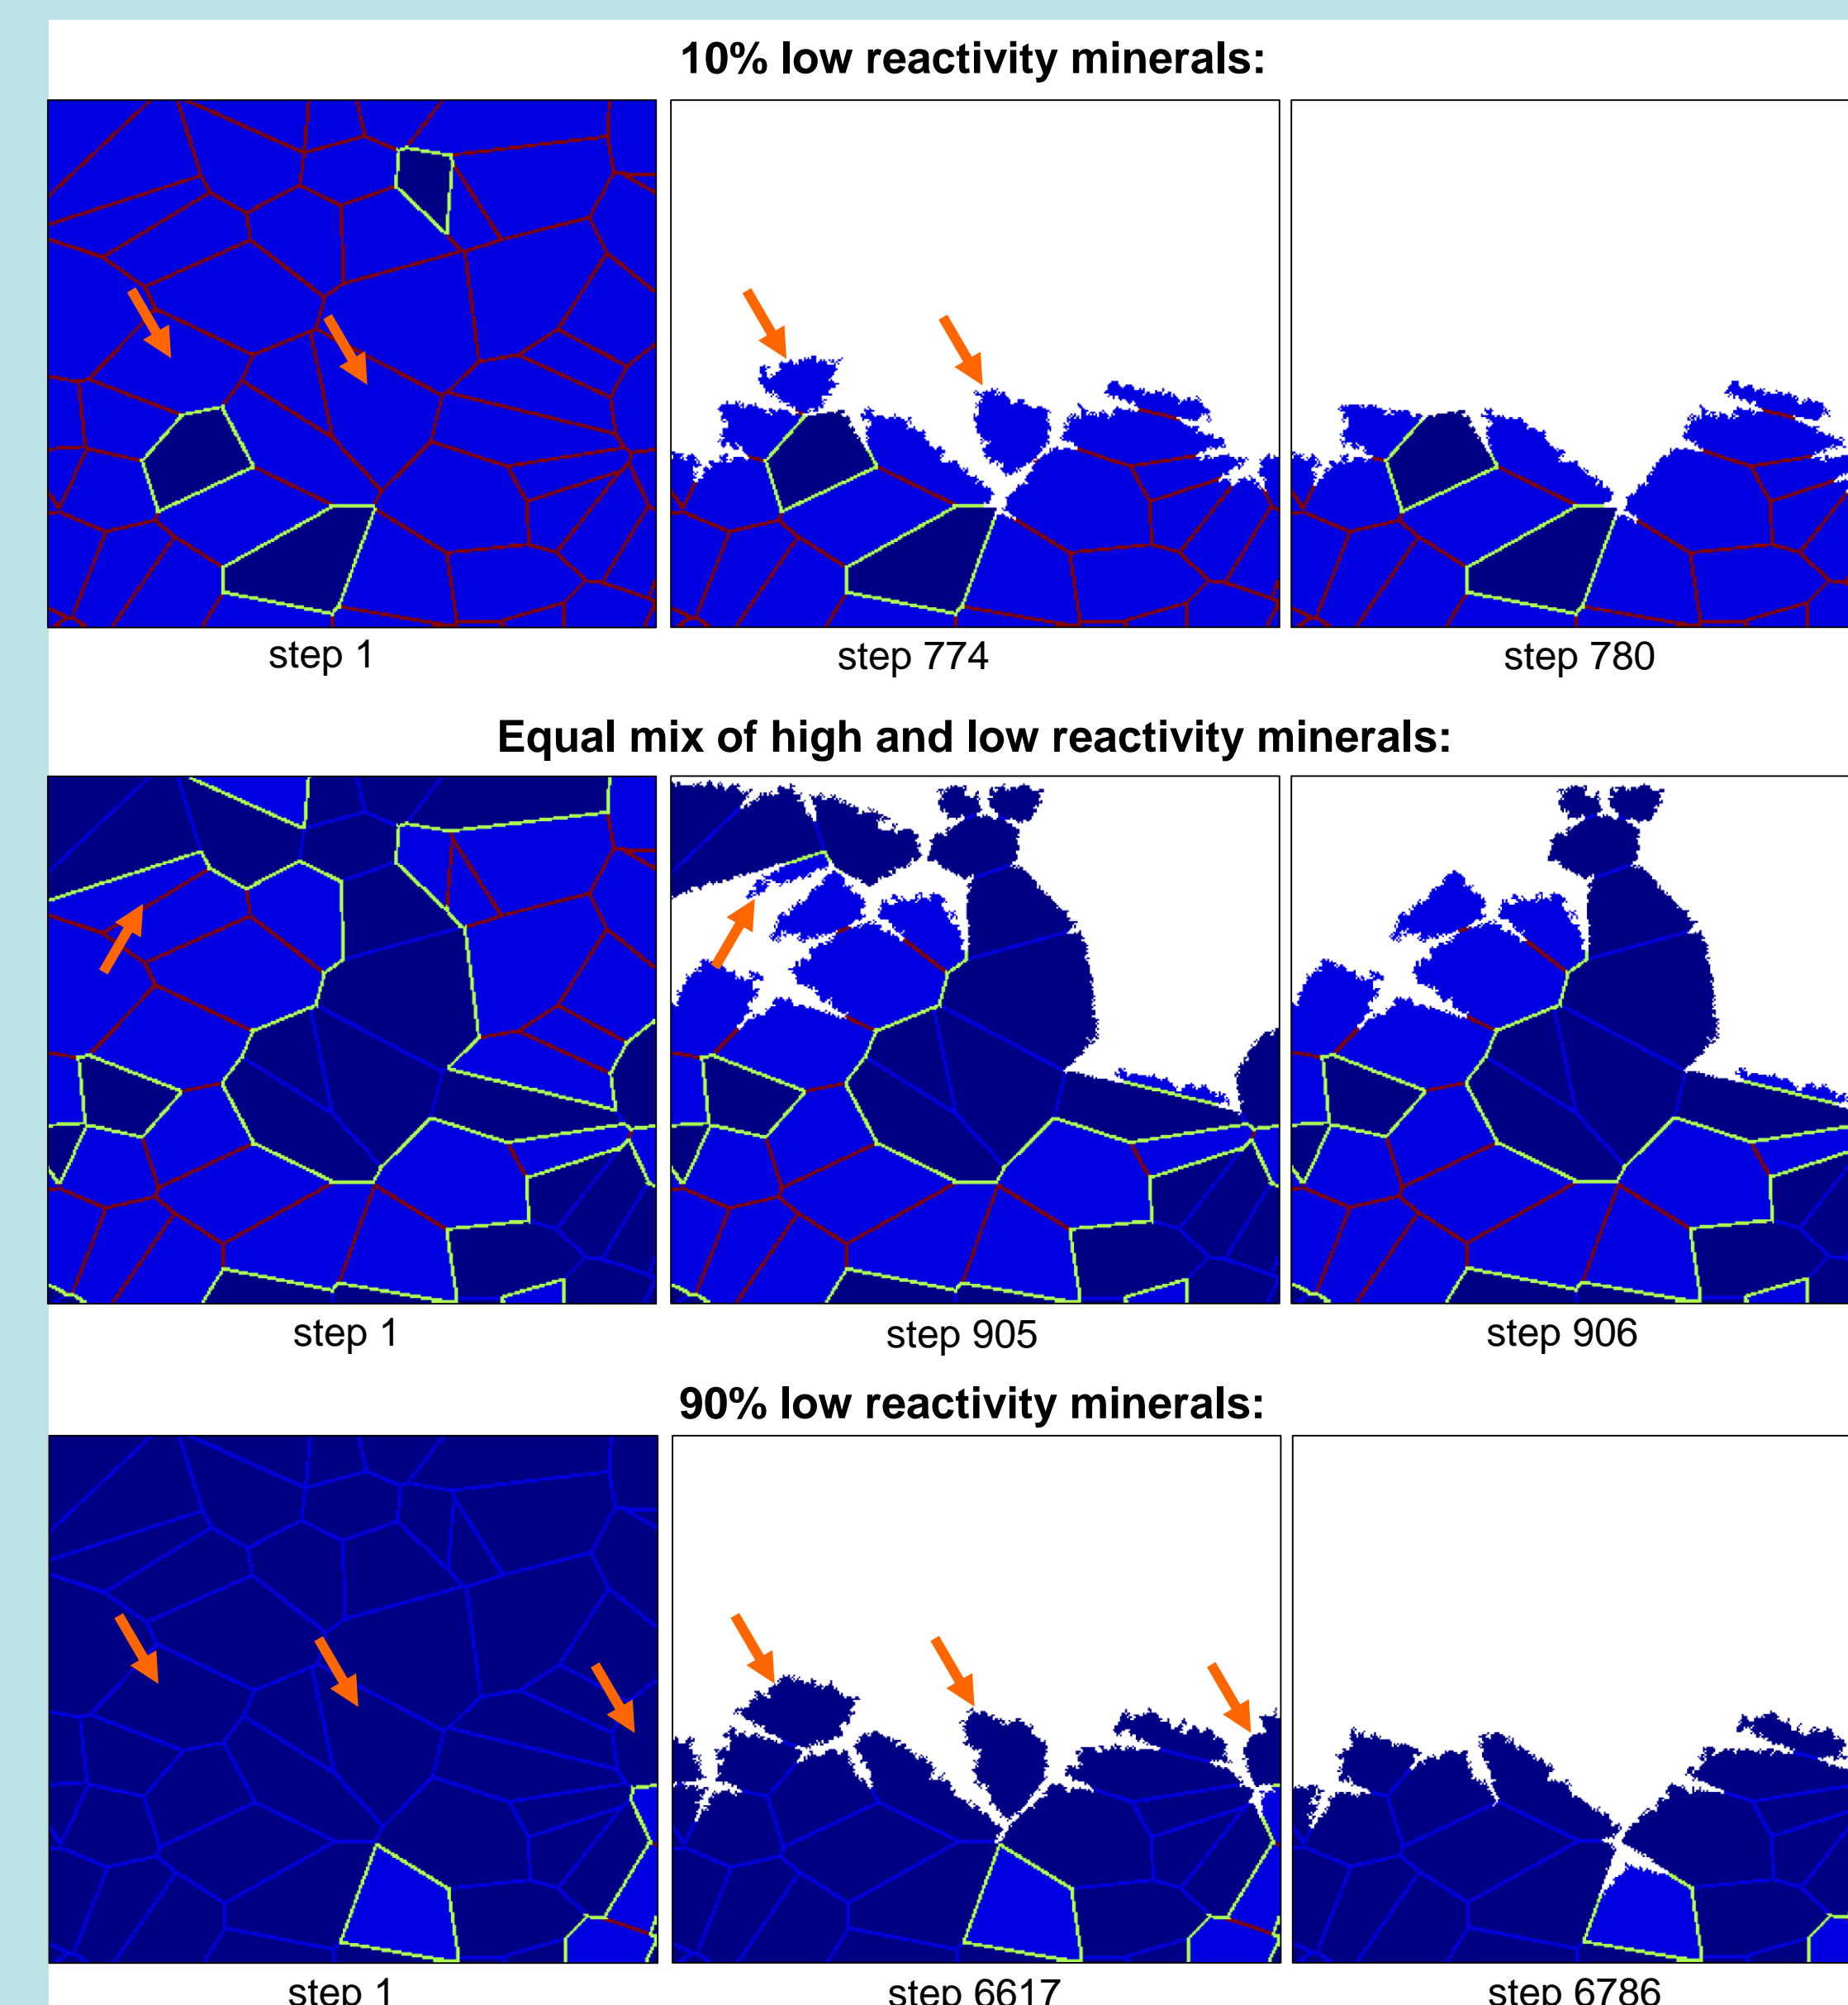 10% low reactivity minerals:
step 1
step 774
step 780
Equal mix of high and low reactivity minerals:
step 1
step 905
step 906
90% low reactivity minerals:
step 1
step 6617
step 6786